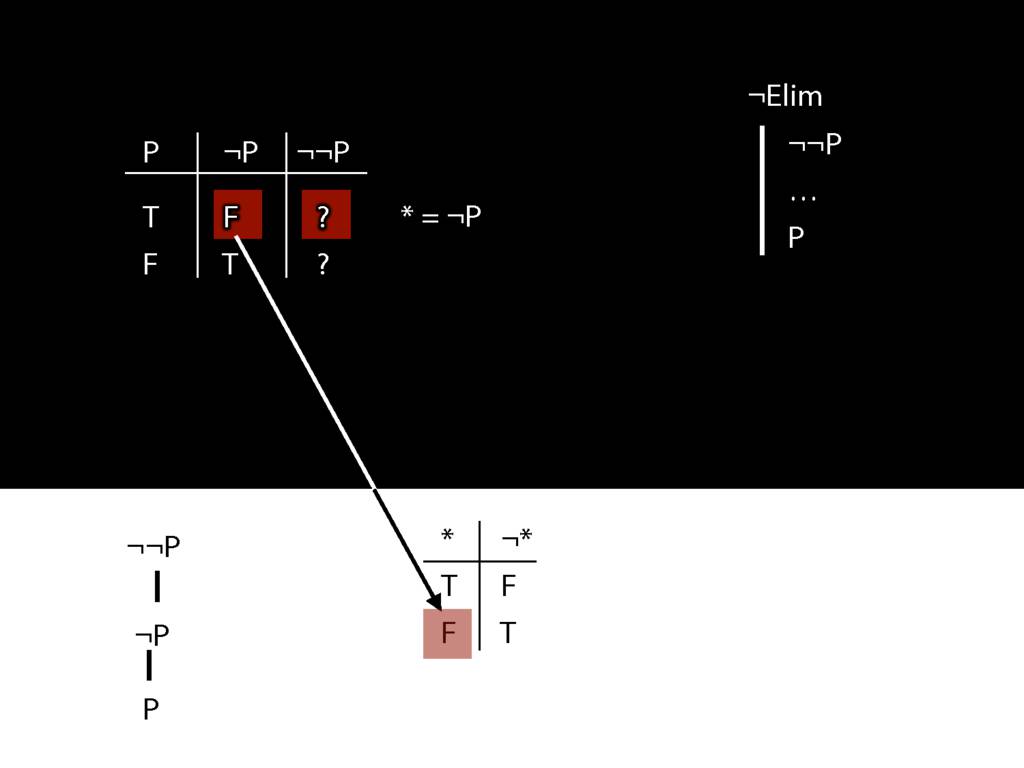 ¬Elim
¬¬P
...
P
P ¬P ¬¬P
T F ? * = ¬P
F T ?
¬¬P
¬P
P
* ¬*
T F
F T